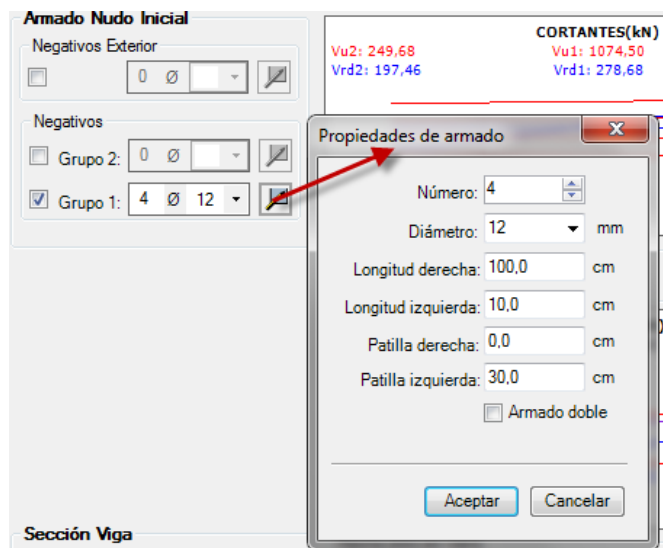 Armado Nudo Inicial
Negativos Exterior
0 Ø
Negativos
Grupo 2: 0 Ø
Grupo 1: 4 Ø 12
Sección Viga
CORTANTES(kN)
Vu2: 249,68 Vu1: 1074,50
Vrd2: 197,46 Vrd1: 278,68
Propiedades de armado
Número: 4
Diámetro: 12 mm
Longitud derecha: 100,0 cm
Longitud izquierda: 10,0 cm
Patilla derecha: 0,0 cm
Patilla izquierda: 30,0 cm
Armado doble
Aceptar Cancelar